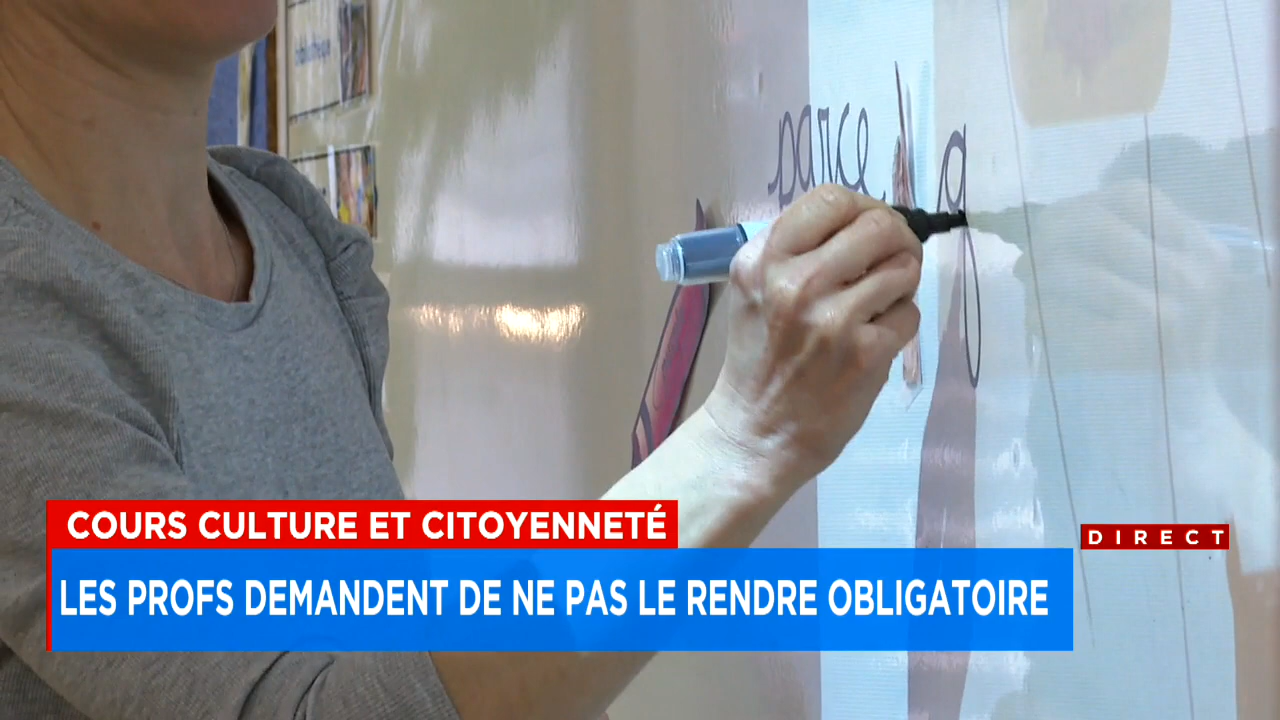 parce q
COURS CULTURE ET CITOYENNETÉ
DIRECT
LES PROFS DEMANDENT DE NE PAS LE RENDRE OBLIGATOIRE